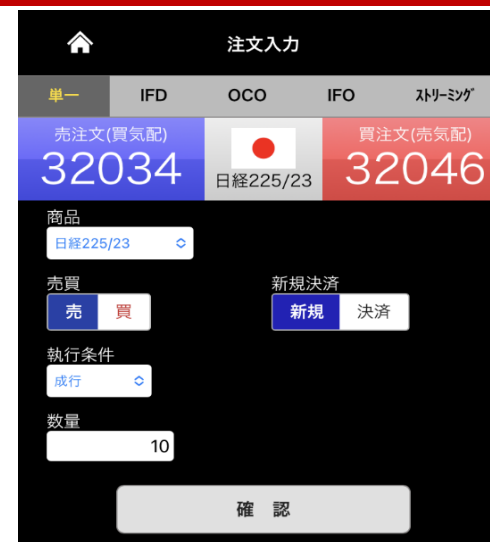 注文入力
単一 IFD OCO IFO ｽﾄﾘｰﾐﾝｸﾞ
売注文(買気配) 買注文(売気配)
32034 日経225/23 32046
商品
日経225/23
売買 新規決済
売 買 新規 決済
執行条件
成行
数量
10
確 認